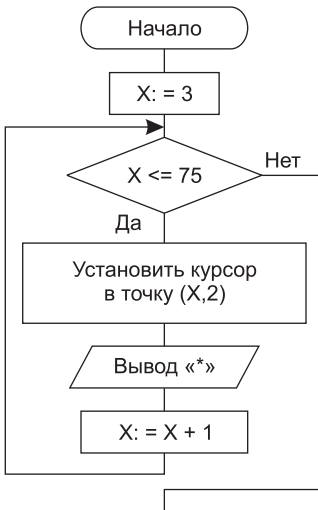 Начало
X: = 3
X <= 75
Нет
Да
Установить курсор
в точку (X,2)
Вывод «*»
X: = X + 1